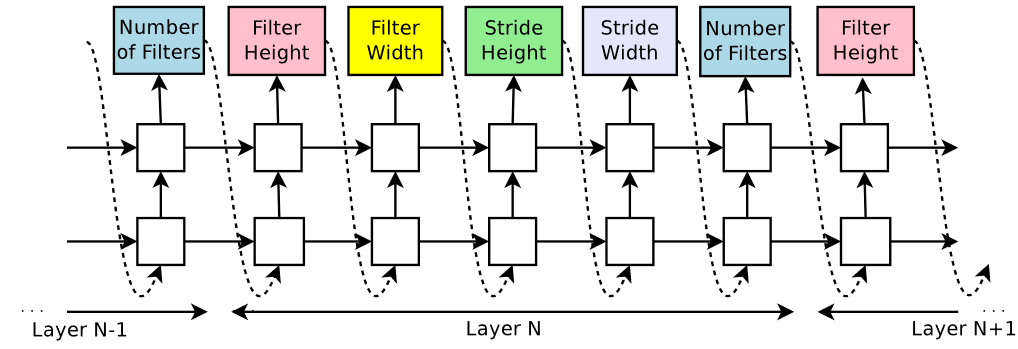 Number
of Filters
Filter
Height
Filter
Width
Stride
Height
Stride
Width
Number
of Filters
Filter
Height
. . .
Layer N-1
Layer N
. . .
Layer N+1